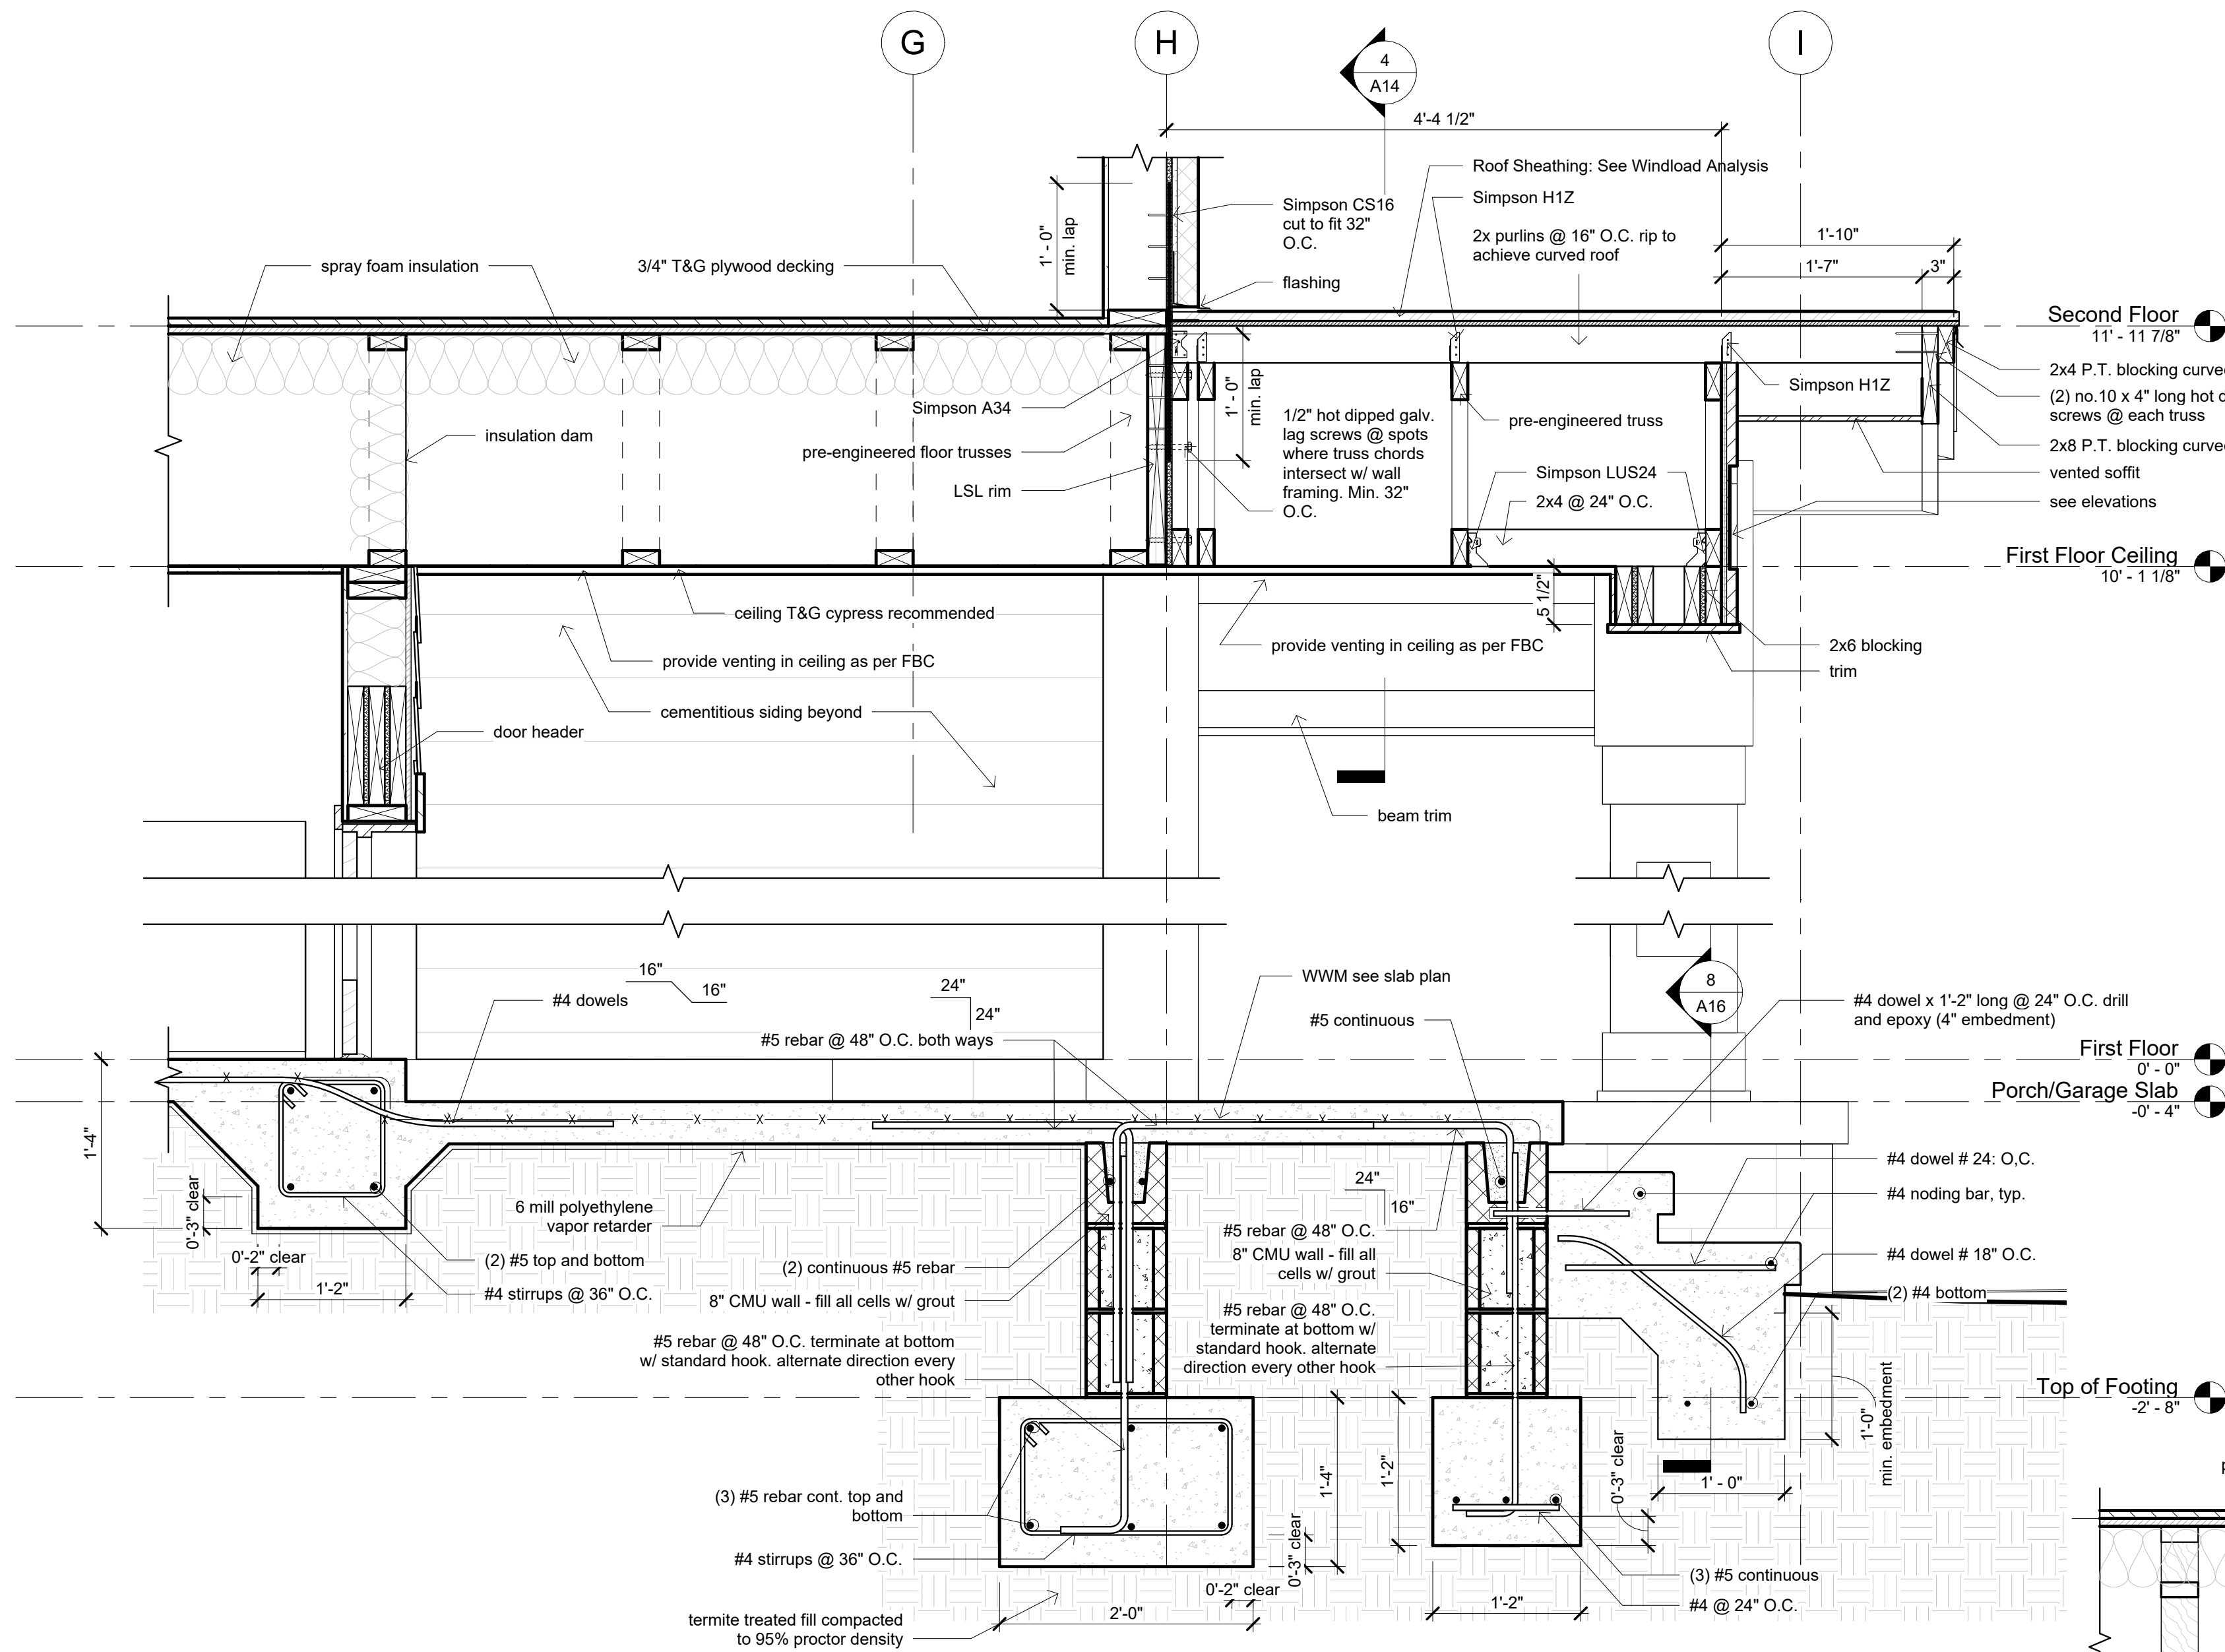 G
H
I
4
A14
4'-4 1/2"
Roof Sheathing: See Windload Analysis
Simpson H1Z
Simpson CS16
cut to fit 32"
O.C.
2x purlins @ 16" O.C. rip to
achieve curved roof
1' - 0"
min. lap
1'-10"
1'-7"
3"
spray foam insulation
3/4" T&G plywood decking
flashing
Second Floor
11' - 11 7/8"
2x4 P.T. blocking curved
Simpson H1Z
(2) no.10 x 4" long hot d
screws @ each truss
1' - 0"
min. lap
Simpson A34
1/2" hot dipped galv.
lag screws @ spots
where truss chords
intersect w/ wall
framing. Min. 32"
O.C.
pre-engineered truss
insulation dam
2x8 P.T. blocking curve
pre-engineered floor trusses
vented soffit
Simpson LUS24
LSL rim
2x4 @ 24" O.C.
see elevations
First Floor Ceiling
10' - 1 1/8"
5 1/2"
ceiling T&G cypress recommended
provide venting in ceiling as per FBC
provide venting in ceiling as per FBC
2x6 blocking
trim
cementitious siding beyond
door header
beam trim
16"
16"
24"
24"
WWM see slab plan
8
A16
#4 dowels
#4 dowel x 1'-2" long @ 24" O.C. drill
and epoxy (4" embedment)
#5 continuous
#5 rebar @ 48" O.C. both ways
First Floor
0' - 0"
Porch/Garage Slab
-0' - 4"
1'-4"
#4 dowel # 24: O,C.
24"
16"
#4 noding bar, typ.
0'-3" clear
6 mill polyethylene
vapor retarder
#5 rebar @ 48" O.C.
8" CMU wall - fill all
cells w/ grout
#4 dowel # 18" O.C.
0'-2" clear
(2) #5 top and bottom
(2) continuous #5 rebar
1'-2"
#4 stirrups @ 36" O.C.
8" CMU wall - fill all cells w/ grout
(2) #4 bottom
#5 rebar @ 48" O.C.
terminate at bottom w/
standard hook. alternate
direction every other hook
#5 rebar @ 48" O.C. terminate at bottom
w/ standard hook. alternate direction every
other hook
1'-0"
min. embedment
Top of Footing
-2' - 8"
1'-4"
1'-2"
0'-3" clear
1' - 0"
p
(3) #5 rebar cont. top and
bottom
#4 stirrups @ 36" O.C.
0'-3" clear
0'-2" clear
(3) #5 continuous
#4 @ 24" O.C.
2'-0"
1'-2"
termite treated fill compacted
to 95% proctor density